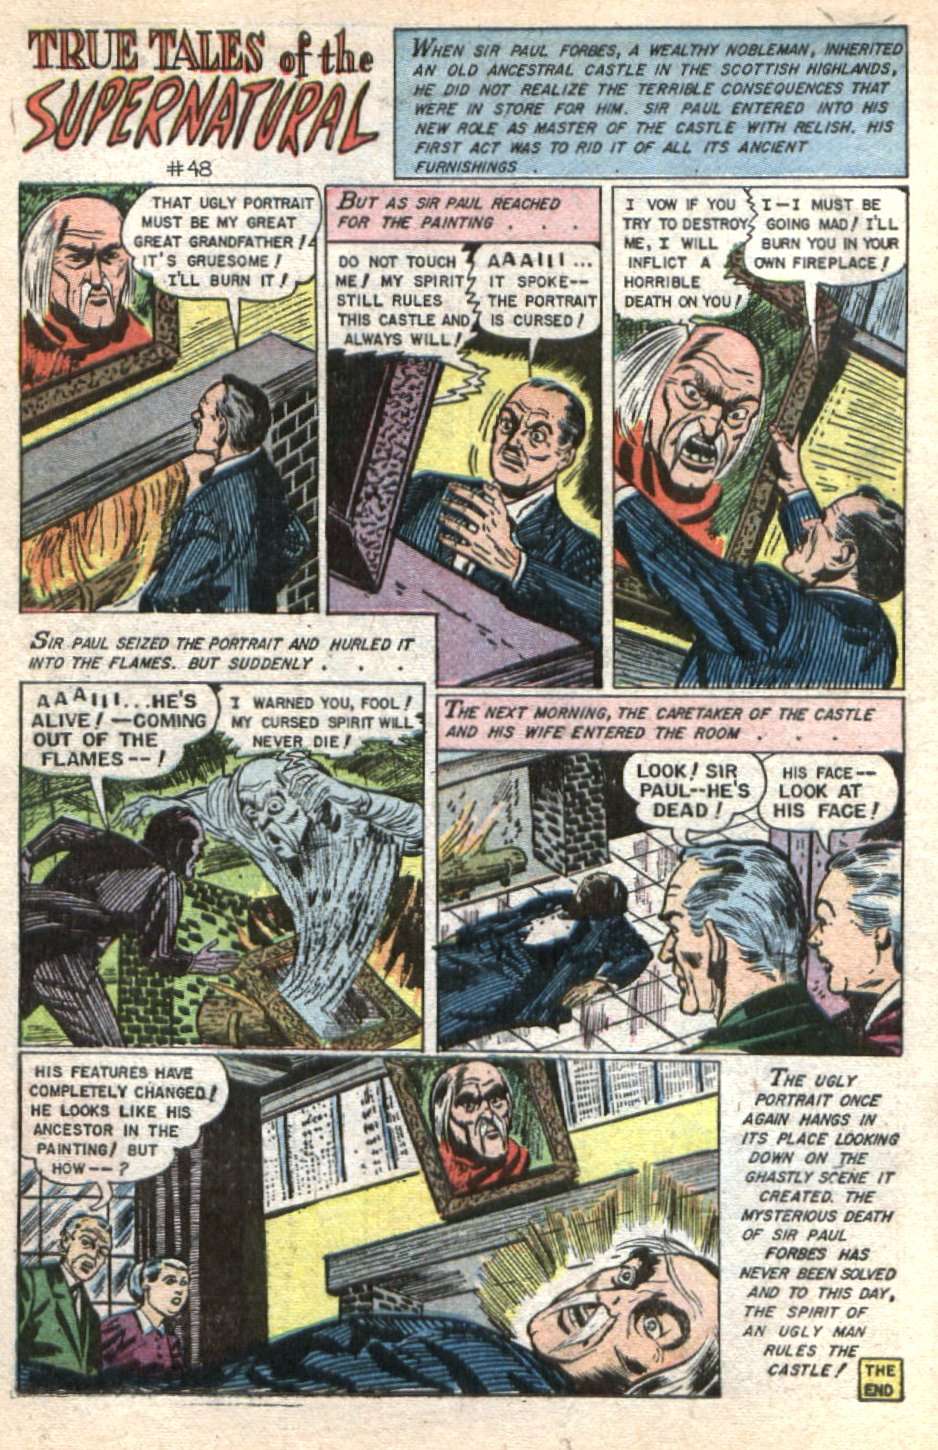 TRUE TALES of the
SUPERNATURAL
#48
WHEN SIR PAUL FORBES, A WEALTHY NOBLEMAN, INHERITED
AN OLD ANCESTRAL CASTLE IN THE SCOTTISH HIGHLANDS,
HE DID NOT REALIZE THE TERRIBLE CONSEQUENCES THAT
WERE IN STORE FOR HIM. SIR PAUL ENTERED INTO HIS
NEW ROLE AS MASTER OF THE CASTLE WITH RELISH. HIS
FIRST ACT WAS TO RID IT OF ALL ITS ANCIENT
FURNISHINGS . . .
THAT UGLY PORTRAIT
MUST BE MY GREAT
GREAT GRANDFATHER!
IT'S GRUESOME!
I'LL BURN IT!
BUT AS SIR PAUL REACHED
FOR THE PAINTING . . .
DO NOT TOUCH
ME! MY SPIRIT
STILL RULES
THIS CASTLE AND
ALWAYS WILL!
AAAIII...
IT SPOKE--
THE PORTRAIT
IS CURSED!
I VOW IF YOU
TRY TO DESTROY
ME, I WILL
INFLICT A
HORRIBLE
DEATH ON YOU!
I--I MUST BE
GOING MAD! I'LL
BURN YOU IN YOUR
OWN FIREPLACE!
SIR PAUL SEIZED THE PORTRAIT AND HURLED IT
INTO THE FLAMES. BUT SUDDENLY . . .
AAAIII...HE'S
ALIVE!--COMING
OUT OF THE
FLAMES--!
I WARNED YOU, FOOL!
MY CURSED SPIRIT WILL
NEVER DIE!
THE NEXT MORNING, THE CARETAKER OF THE CASTLE
AND HIS WIFE ENTERED THE ROOM . . .
LOOK! SIR
PAUL--HE'S
DEAD!
HIS FACE--
LOOK AT
HIS FACE!
HIS FEATURES HAVE
COMPLETELY CHANGED!
HE LOOKS LIKE HIS
ANCESTOR IN THE
PAINTING! BUT
HOW--?
THE UGLY
PORTRAIT ONCE
AGAIN HANGS IN
ITS PLACE LOOKING
DOWN ON THE
GHASTLY SCENE IT
CREATED. THE
MYSTERIOUS DEATH
OF SIR PAUL
FORBES HAS
NEVER BEEN SOLVED
AND TO THIS DAY,
THE SPIRIT OF
AN UGLY MAN
RULES THE
CASTLE!
THE
END